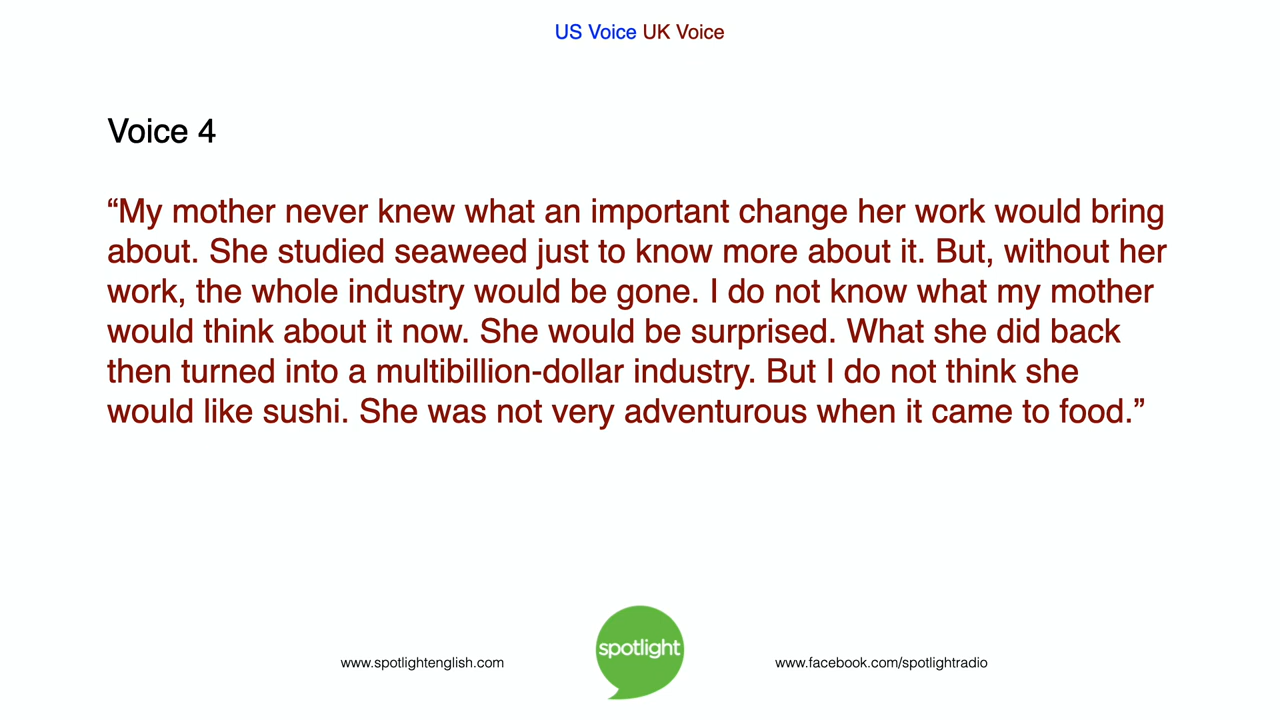 US Voice UK Voice
Voice 4
“My mother never knew what an important change her work would bring
about. She studied seaweed just to know more about it. But, without her
work, the whole industry would be gone. I do not know what my mother
would think about it now. She would be surprised. What she did back
then turned into a multibillion-dollar industry. But I do not think she
would like sushi. She was not very adventurous when it came to food.”
www.spotlightenglish.com
spotlight
www.facebook.com/spotlightradio